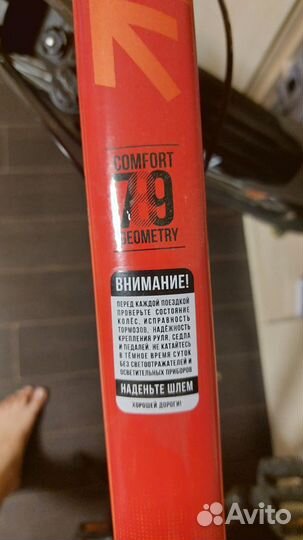 COMFORT
79
GEOMETRY
ВНИМАНИЕ!
ПЕРЕД КАЖДОЙ ПОЕЗДКОЙ
ПРОВЕРЬТЕ СОСТОЯНИЕ
КОЛЁС, ИСПРАВНОСТЬ
ТОРМОЗОВ, НАДЁЖНОСТЬ
КРЕПЛЕНИЯ РУЛЯ, СЕДЛА
И ПЕДАЛЕЙ. НЕ КАТАЙТЕСЬ
В ТЁМНОЕ ВРЕМЯ СУТОК
БЕЗ СВЕТООТРАЖАТЕЛЕЙ И
ОСВЕТИТЕЛЬНЫХ ПРИБОРОВ
НАДЕНЬТЕ ШЛЕМ
ХОРОШЕЙ ДОРОГИ!
Avito